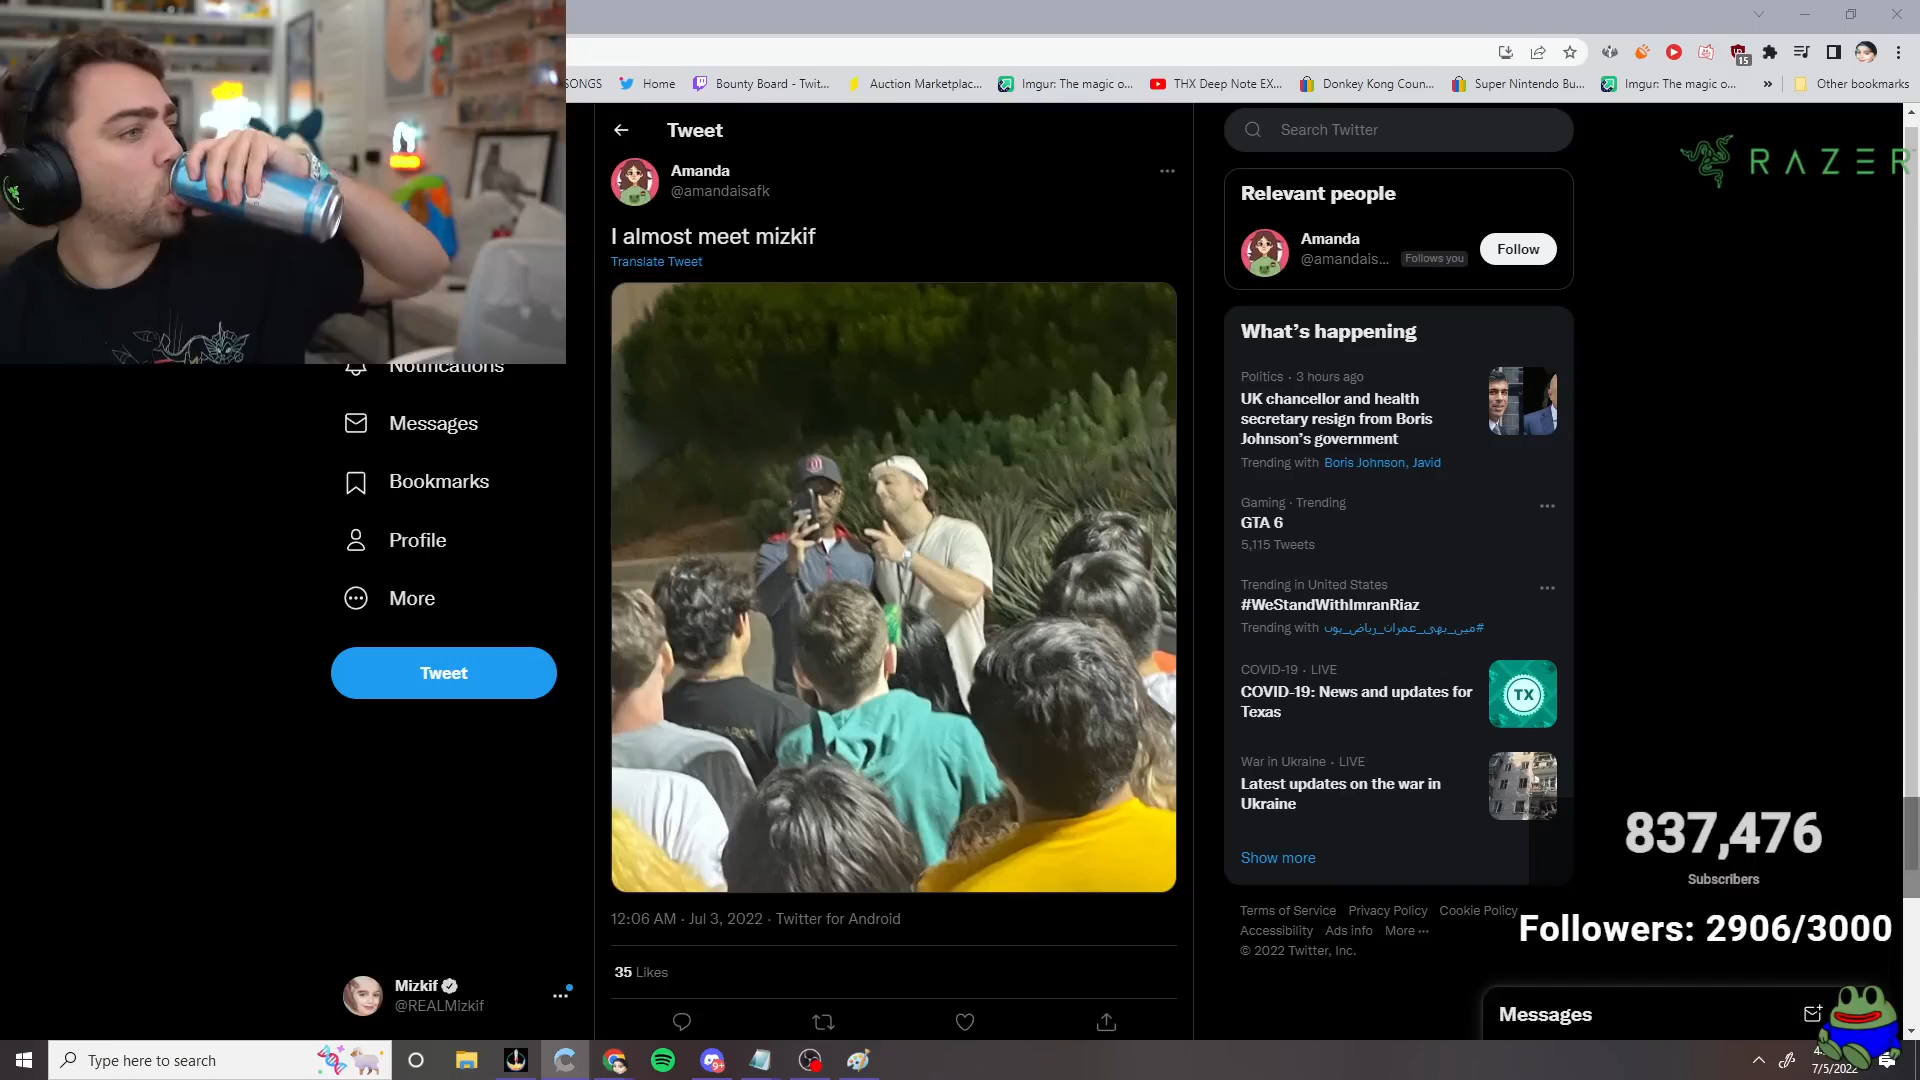 SONGS
Home
Bounty Board - Twit...
Auction Marketplac...
Imgur: The magic o...
THX Deep Note EX...
Donkey Kong Coun...
Super Nintendo Bu...
Imgur: The magic o...
»
Other bookmarks
15
Tweet
Amanda
@amandaisafk
I almost meet mizkif
Translate Tweet
12:06 AM · Jul 3, 2022 · Twitter for Android
35 Likes
Notifications
Messages
Bookmarks
Profile
More
Tweet
Mizkif
@REALMizkif
Search Twitter
Relevant people
Amanda
@amandais...
Follows you
Follow
What's happening
Politics · 3 hours ago
UK chancellor and health
secretary resign from Boris
Johnson's government
Trending with Boris Johnson, Javid
Gaming · Trending
GTA 6
5,115 Tweets
Trending in United States
#WeStandWithImranRiaz
Trending with #میں_بھی_عمران_ریاض_ہوں
COVID-19 · LIVE
COVID-19: News and updates for
Texas
TX
War in Ukraine · LIVE
Latest updates on the war in
Ukraine
Show more
Terms of Service Privacy Policy Cookie Policy
Accessibility Ads info More ···
© 2022 Twitter, Inc.
RAZER
837,476
Subscribers
Followers: 2906/3000
Messages
Type here to search
9+
7/5/2022